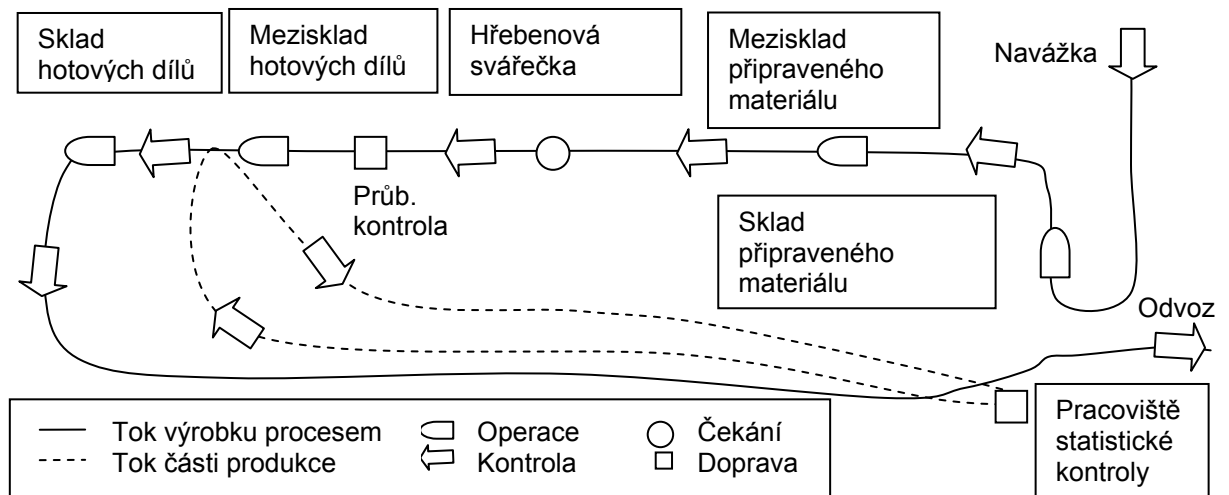 Sklad
hotových dílů
Mezisklad
hotových dílů
Hřebenová
svářečka
Mezisklad
připraveného
materiálu
Navážka
Průb.
kontrola
Sklad
připraveného
materiálu
Odvoz
Pracoviště
statistické
kontroly
Tok výrobku procesem
Operace
Čekání
Tok části produkce
Kontrola
Doprava